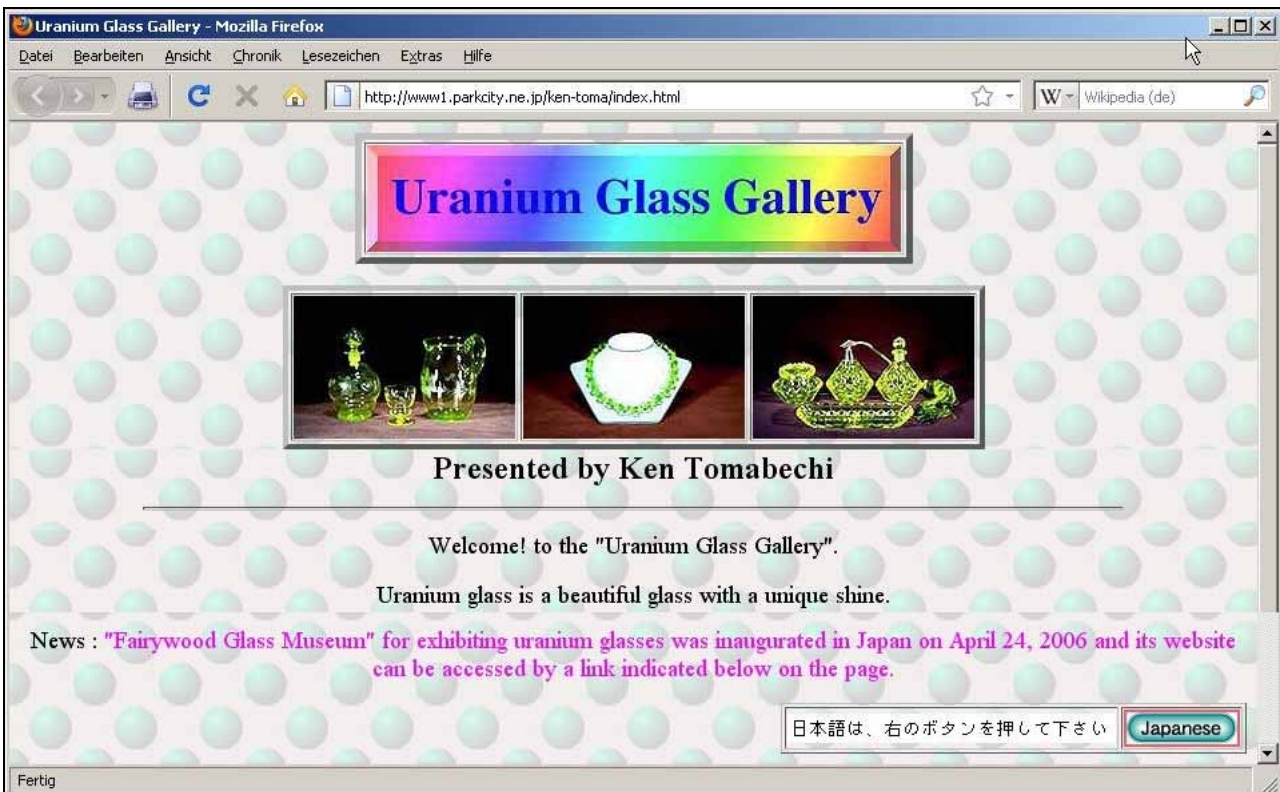 Uranium Glass Gallery - Mozilla Firefox
Datei Bearbeiten Ansicht Chronik Lesezeichen Extras Hilfe
http://www1.parkcity.ne.jp/ken-toma/index.html W Wikipedia (de)
Uranium Glass Gallery
Presented by Ken Tomabechi
Welcome! to the "Uranium Glass Gallery".
Uranium glass is a beautiful glass with a unique shine.
News : "Fairywood Glass Museum" for exhibiting uranium glasses was inaugurated in Japan on April 24, 2006 and its website
can be accessed by a link indicated below on the page.
日本語は、右のボタンを押して下さい Japanese
Fertig